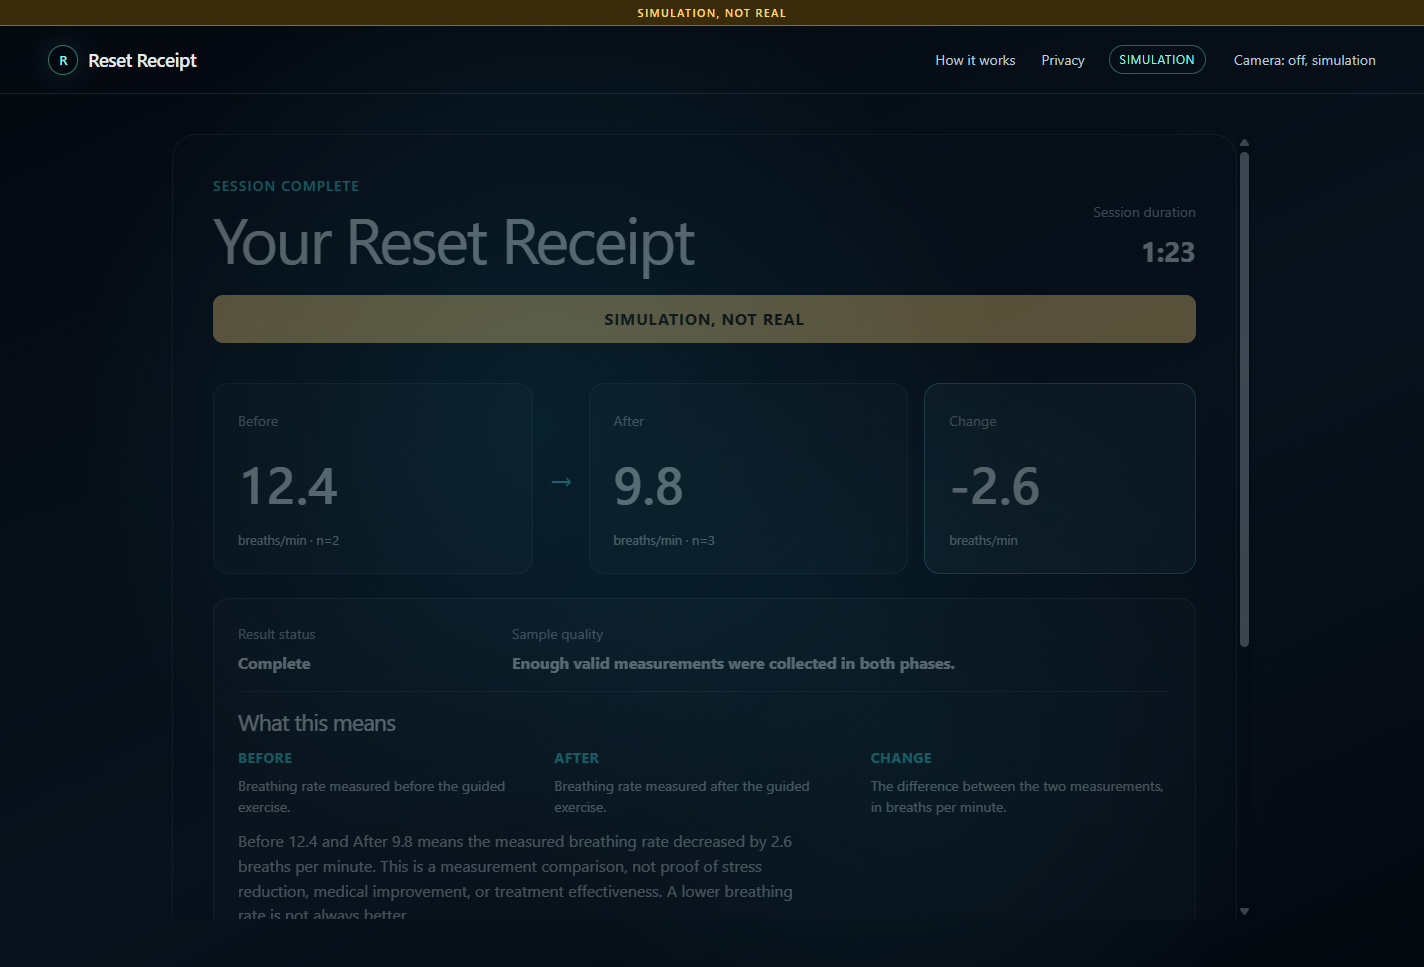 SIMULATION, NOT REAL
R Reset Receipt
How it works Privacy SIMULATION Camera: off, simulation
SESSION COMPLETE
Your Reset Receipt
Session duration
1:23
SIMULATION, NOT REAL
Before
12.4
breaths/min · n=2
→
After
9.8
breaths/min · n=3
Change
-2.6
breaths/min
Result status
Complete
Sample quality
Enough valid measurements were collected in both phases.
What this means
BEFORE
Breathing rate measured before the guided
exercise.
AFTER
Breathing rate measured after the guided
exercise.
CHANGE
The difference between the two measurements,
in breaths per minute.
Before 12.4 and After 9.8 means the measured breathing rate decreased by 2.6
breaths per minute. This is a measurement comparison, not proof of stress
reduction, medical improvement, or treatment effectiveness. A lower breathing
rate is not always better